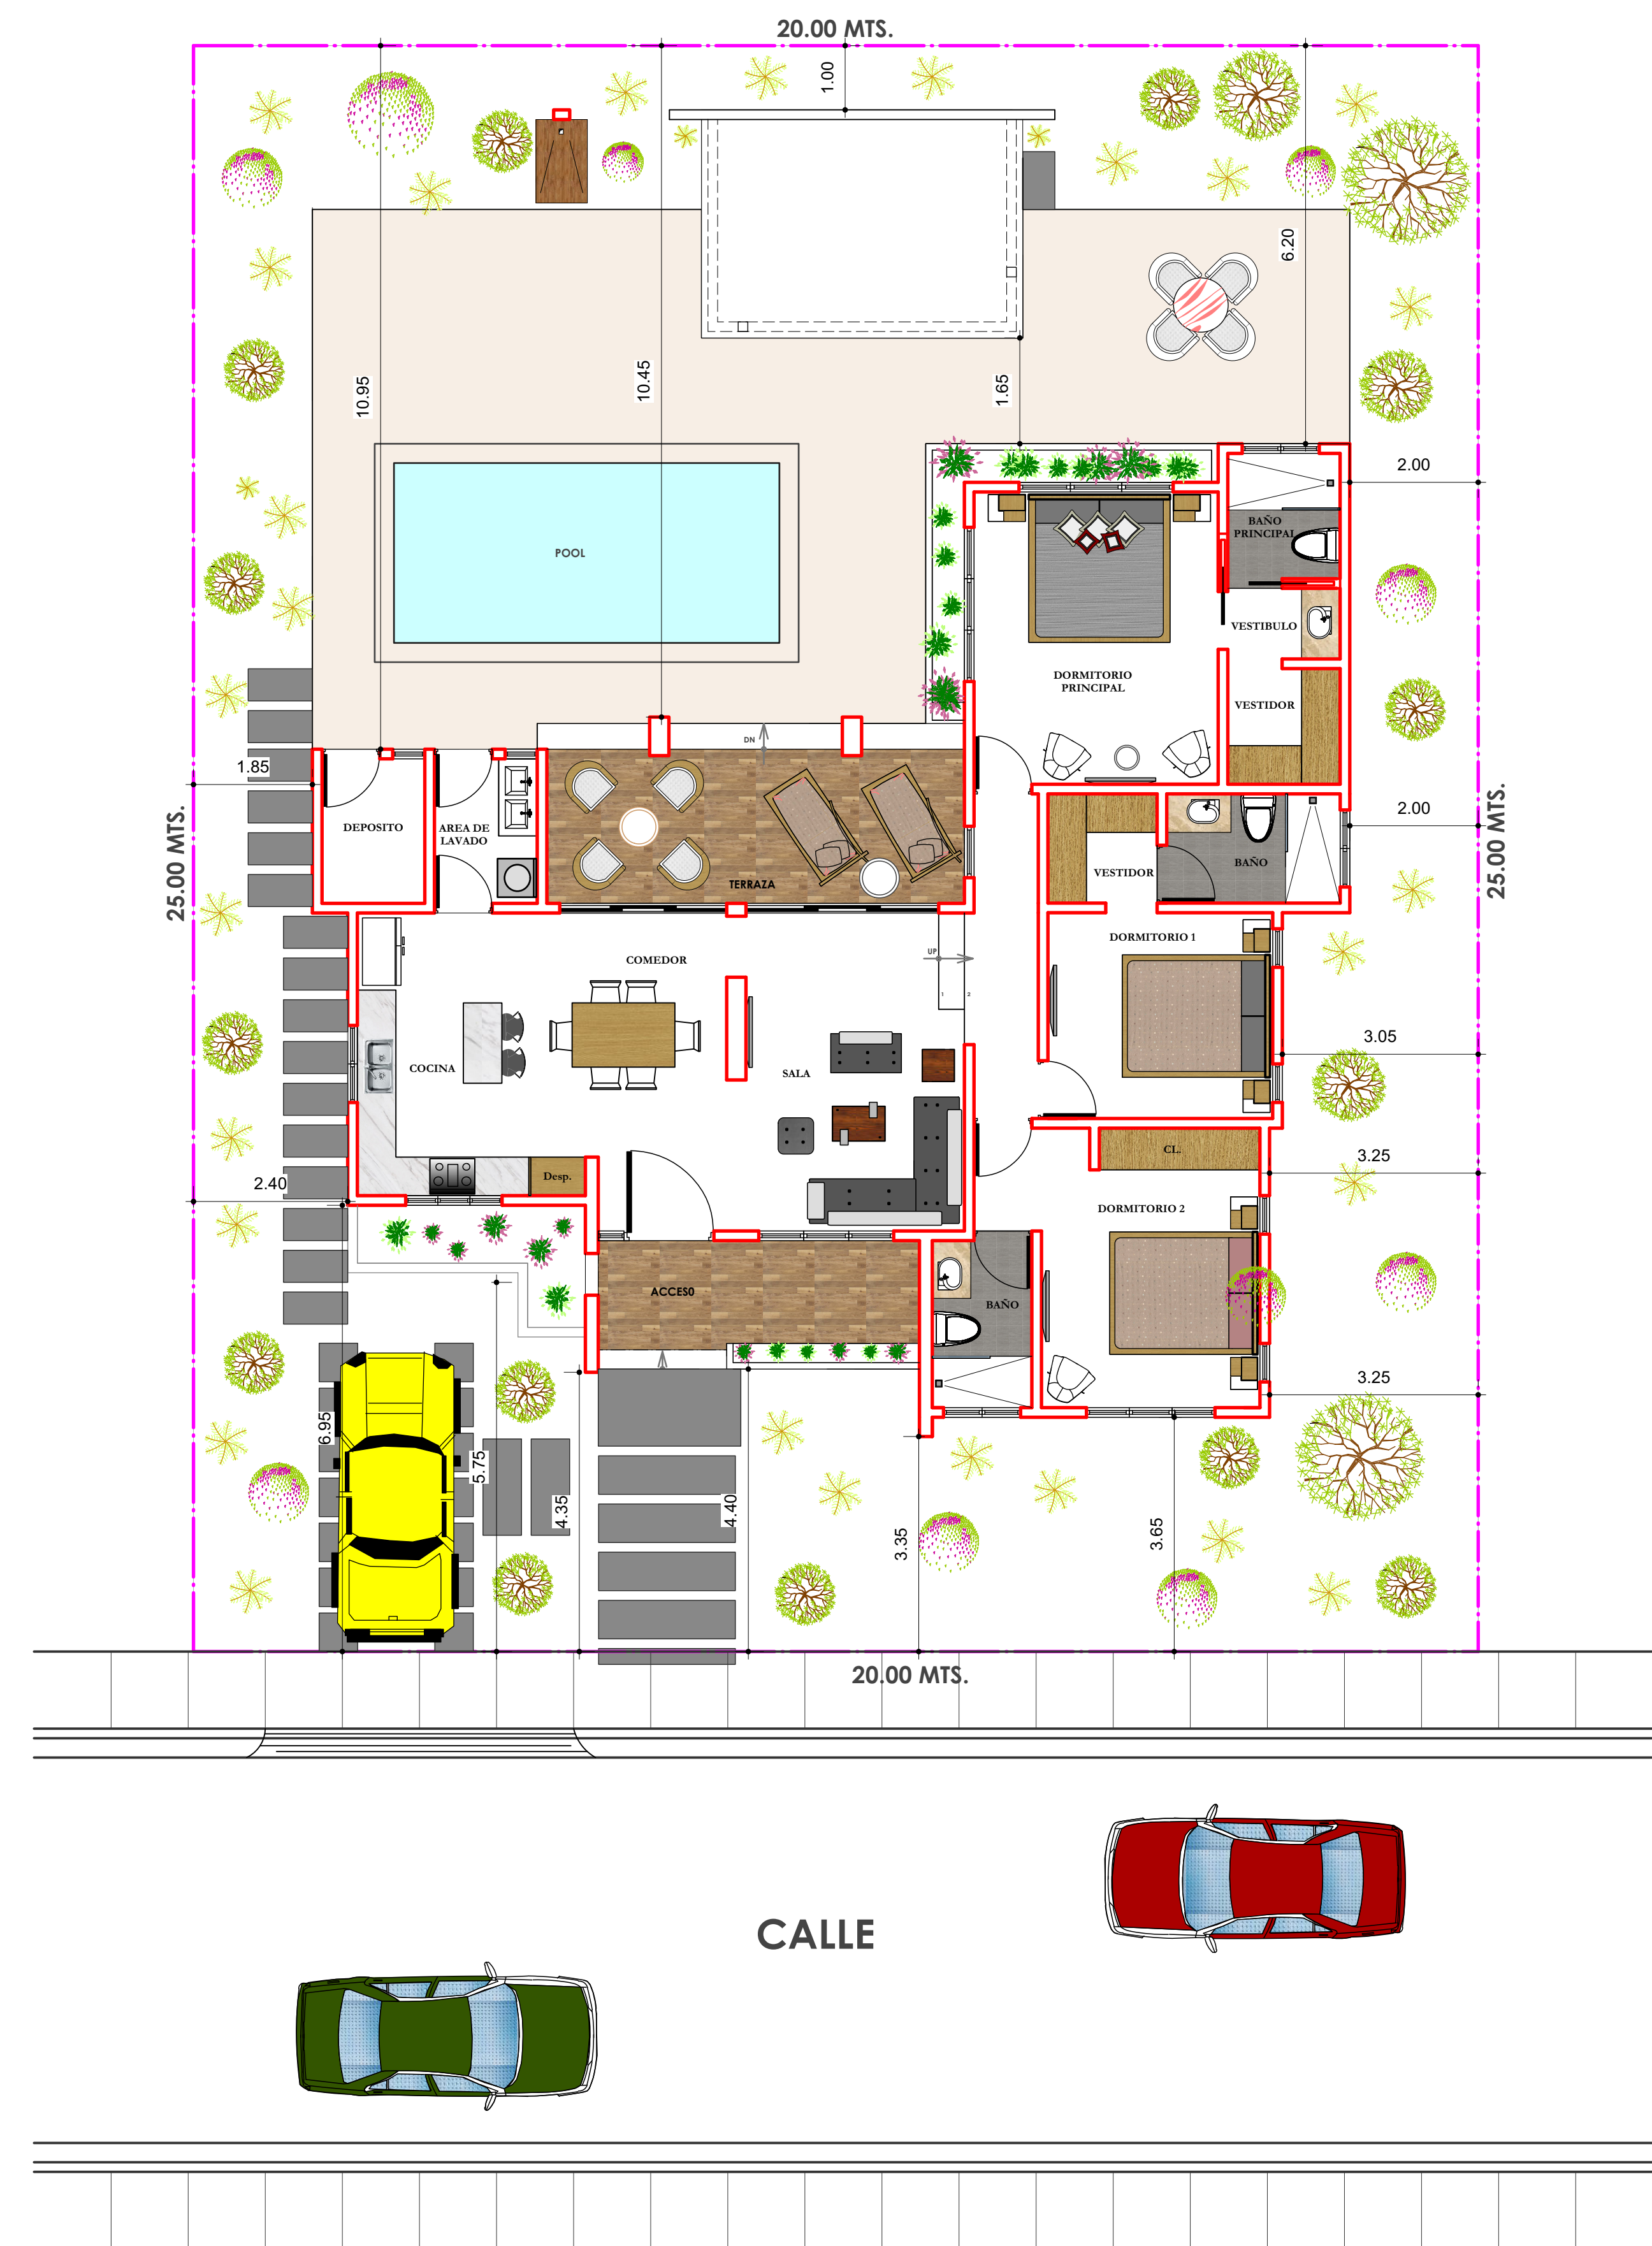 20.00 MTS.
1.00
6.20
10.95
10.45
1.65
2.00
POOL
BAÑO
PRINCIPAL
VESTIBULO
DORMITORIO
PRINCIPAL
VESTIDOR
DN
1.85
25.00 MTS.
25.00 MTS.
2.00
DEPOSITO
AREA DE
LAVADO
TERRAZA
VESTIDOR
BAÑO
DORMITORIO 1
COMEDOR
UP
1
2
COCINA
SALA
3.05
Desp.
CL.
3.25
2.40
DORMITORIO 2
ACCESO
BAÑO
3.25
6.95
5.75
4.35
4.40
3.35
3.65
20.00 MTS.
CALLE